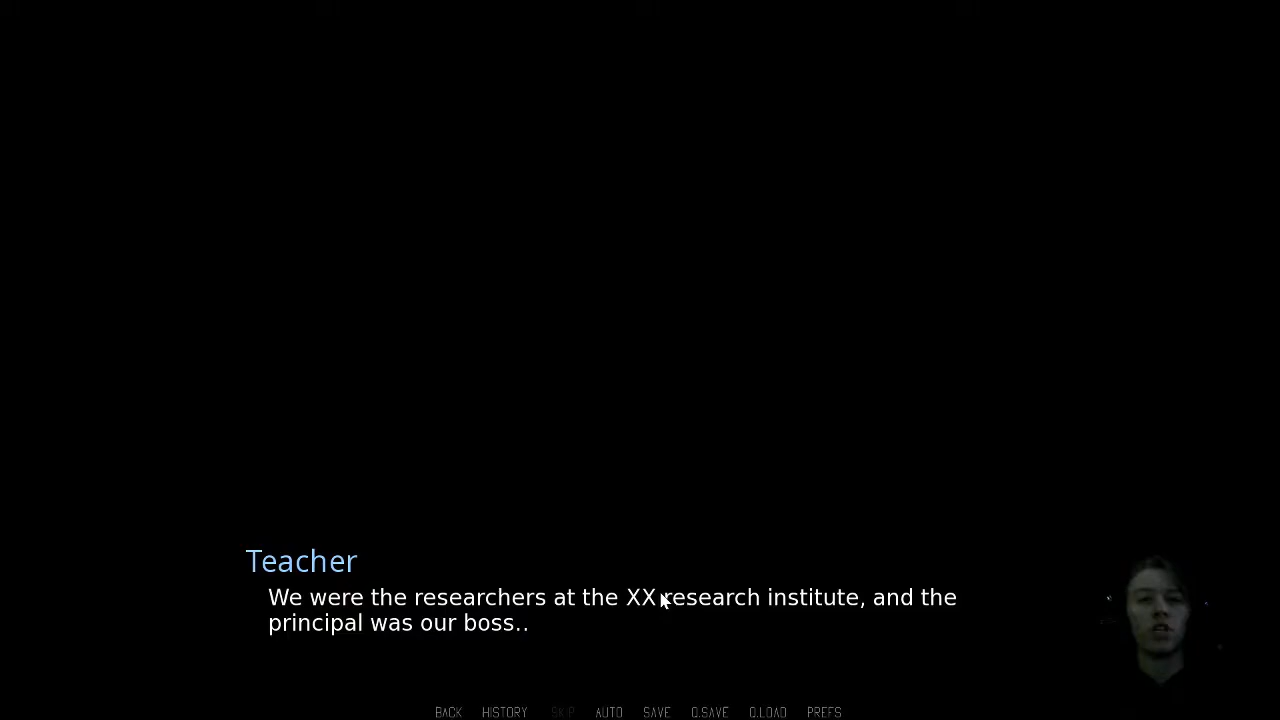 Teacher
We were the researchers at the XX research institute, and the
principal was our boss..
BACK HISTORY SKIP AUTO SAVE Q.SAVE Q.LOAD PREFS